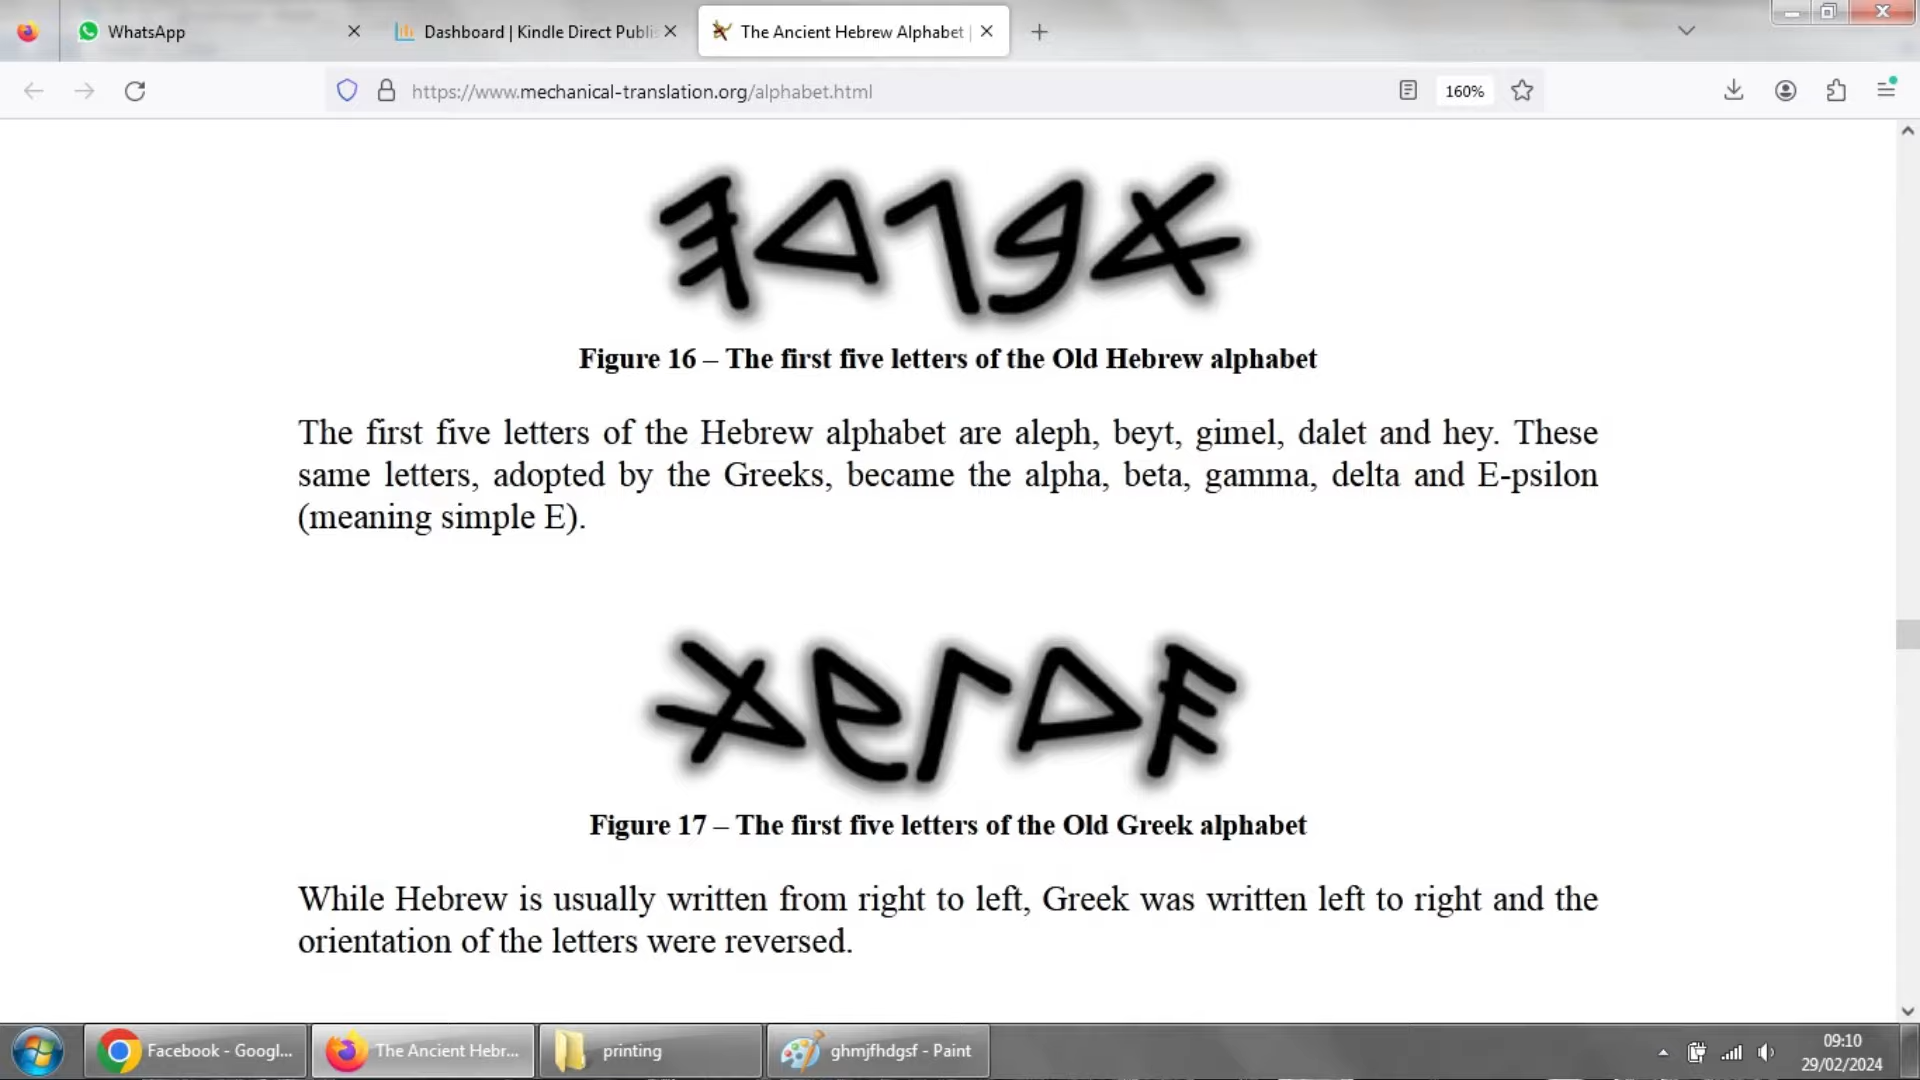 WhatsApp
Dashboard | Kindle Direct Publis
The Ancient Hebrew Alphabet |
https://www.mechanical-translation.org/alphabet.html
160%
𐤀𐤁𐤂𐤃𐤄
Figure 16 – The first five letters of the Old Hebrew alphabet
The first five letters of the Hebrew alphabet are aleph, beyt, gimel, dalet and hey. These
same letters, adopted by the Greeks, became the alpha, beta, gamma, delta and E-psilon
(meaning simple E).
Figure 17 – The first five letters of the Old Greek alphabet
While Hebrew is usually written from right to left, Greek was written left to right and the
orientation of the letters were reversed.
Facebook - Googl...
The Ancient Hebr...
printing
ghmjfhdgsf - Paint
09:10
29/02/2024